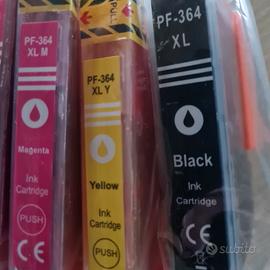 PULL
PF-364
XL M
Magenta
Ink
Cartridge
PUSH
CE
PF-364
XL Y
Yellow
Ink
Cartridge
PUSH
CE
PF-364
XL
Black
Ink
Cartridge
CE
subito